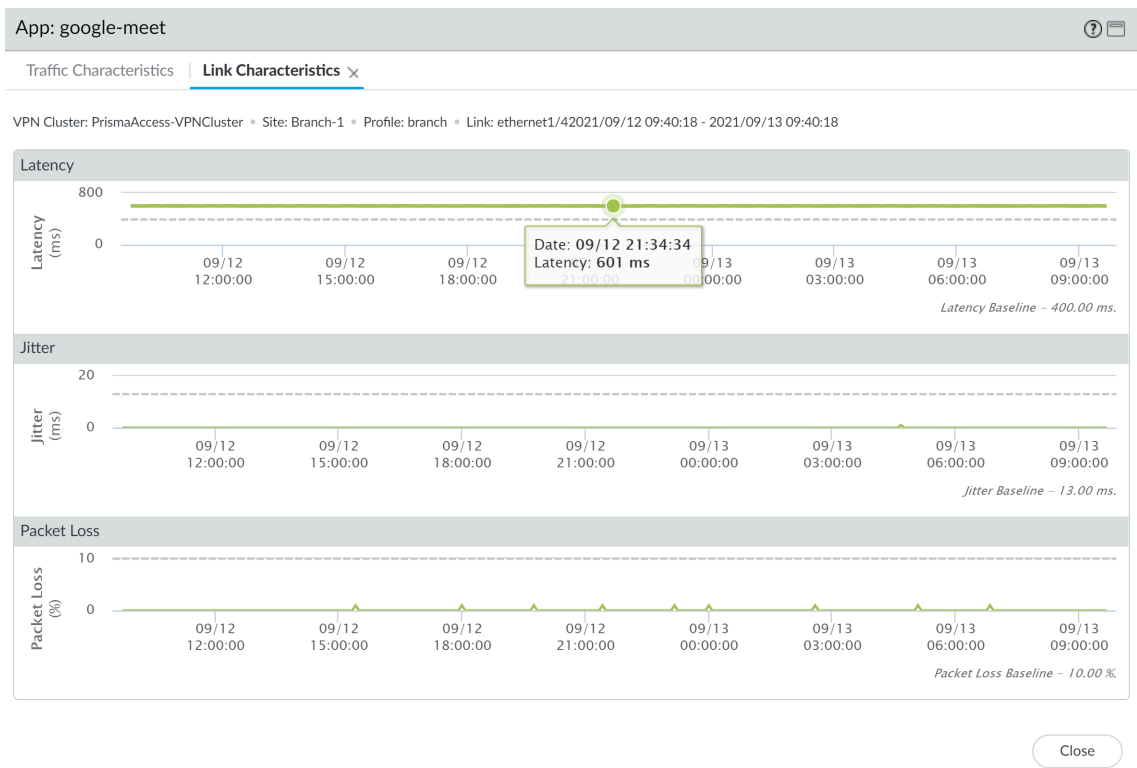 App: google-meet
?
Traffic Characteristics
Link Characteristics
VPN Cluster: PrismaAccess-VPNCluster • Site: Branch-1 • Profile: branch • Link: ethernet1/42021/09/12 09:40:18 - 2021/09/13 09:40:18
Latency
Latency
(ms)
800
0
Date: 09/12 21:34:34
Latency: 601 ms
09/12 09/12 09/12 09/13 09/13 09/13 09/13
12:00:00 15:00:00 18:00:00 21:00:00 00:00:00 03:00:00 06:00:00 09:00:00
Latency Baseline – 400.00 ms.
Jitter
Jitter
(ms)
20
0
09/12 09/12 09/12 09/12 09/13 09/13 09/13 09/13
12:00:00 15:00:00 18:00:00 21:00:00 00:00:00 03:00:00 06:00:00 09:00:00
Jitter Baseline – 13.00 ms.
Packet Loss
Packet Loss
(%)
10
0
09/12 09/12 09/12 09/12 09/13 09/13 09/13 09/13
12:00:00 15:00:00 18:00:00 21:00:00 00:00:00 03:00:00 06:00:00 09:00:00
Packet Loss Baseline – 10.00 %.
Close